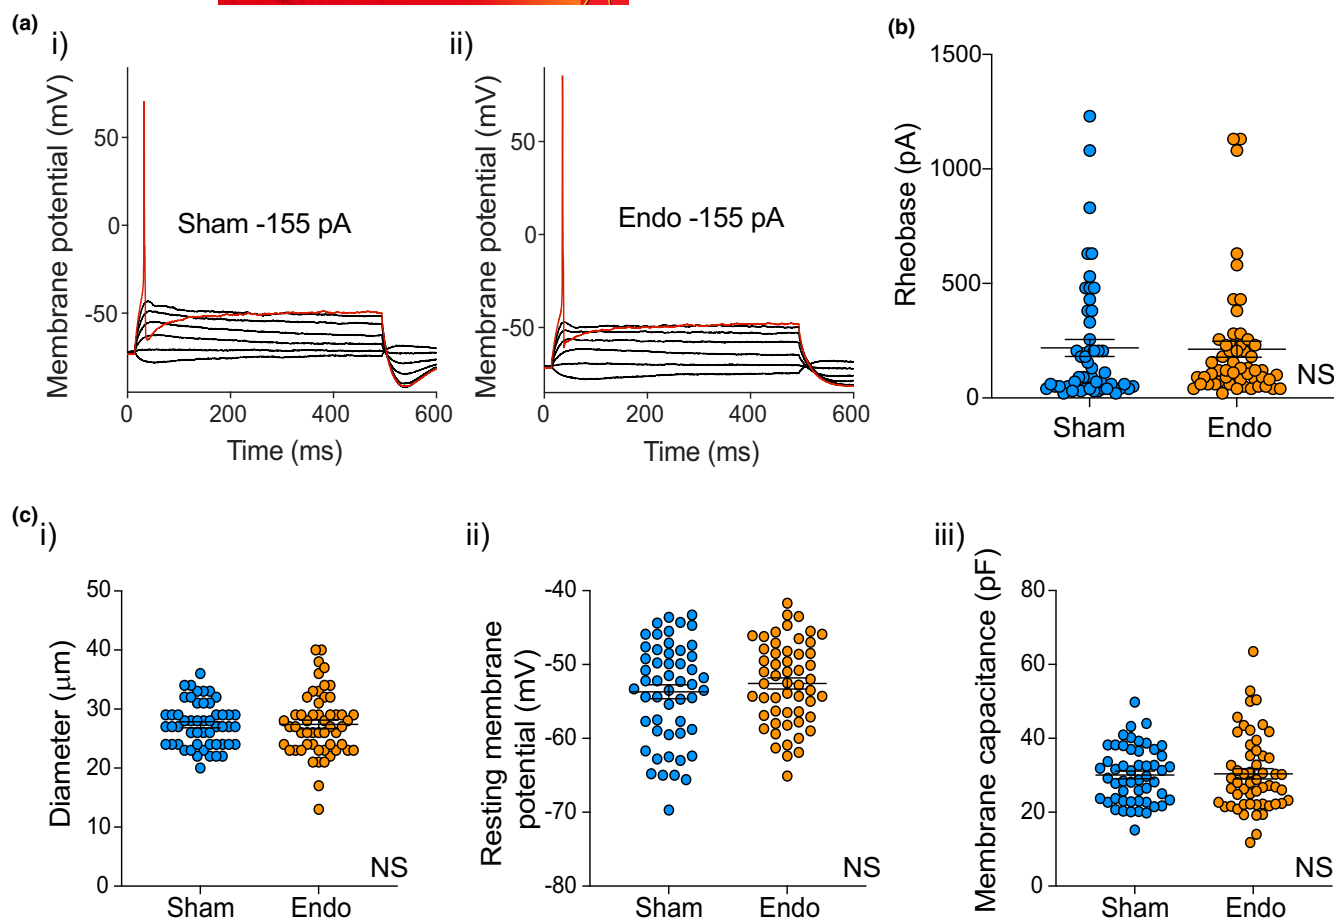 (a)
i)
Membrane potential (mV)
50
0
-50
Sham -155 pA
0
200
400
600
Time (ms)
ii)
Membrane potential (mV)
50
0
-50
Endo -155 pA
0
200
400
600
Time (ms)
(b)
Rheobase (pA)
1500
1000
500
0
NS
Sham
Endo
(c)
i)
Diameter (μm)
50
40
30
20
10
0
NS
Sham
Endo
ii)
Resting membrane
potential (mV)
-40
-50
-60
-70
-80
NS
Sham
Endo
iii)
Membrane capacitance (pF)
80
60
40
20
0
NS
Sham
Endo